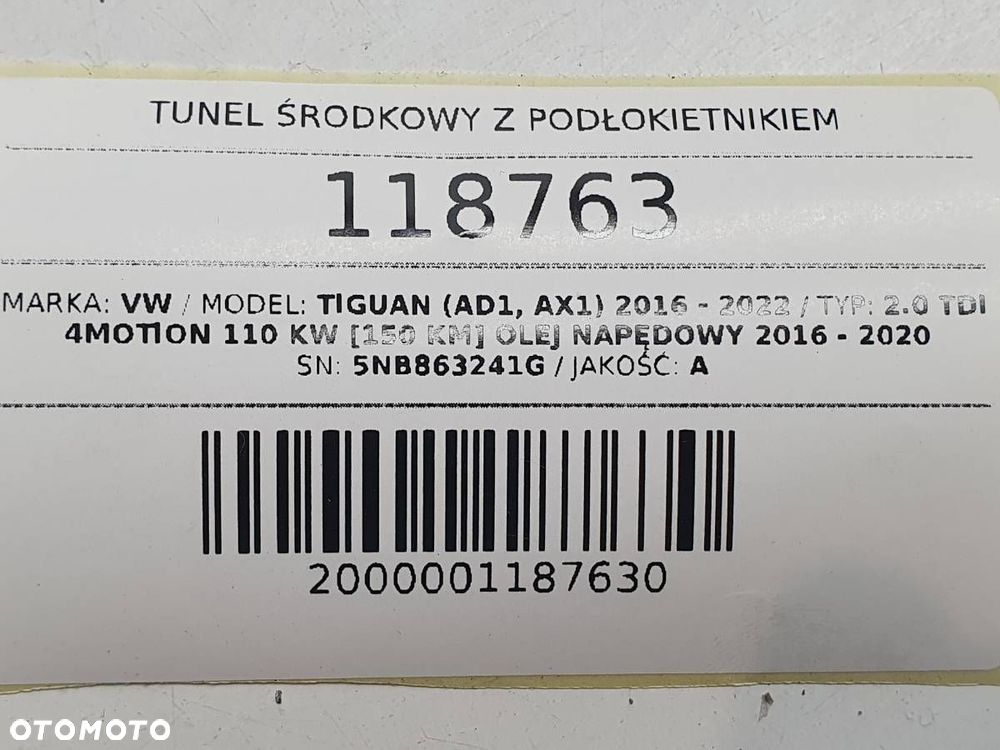 TUNEL ŚRODKOWY Z PODŁOKIETNIKIEM
118763
MARKA: VW / MODEL: TIGUAN (AD1, AX1) 2016 - 2022 / TYP: 2.0 TDI
4MOTION 110 KW [150 KM] OLEJ NAPĘDOWY 2016 - 2020
SN: 5NB863241G / JAKOŚĆ: A
2000001187630
OTOMOTO